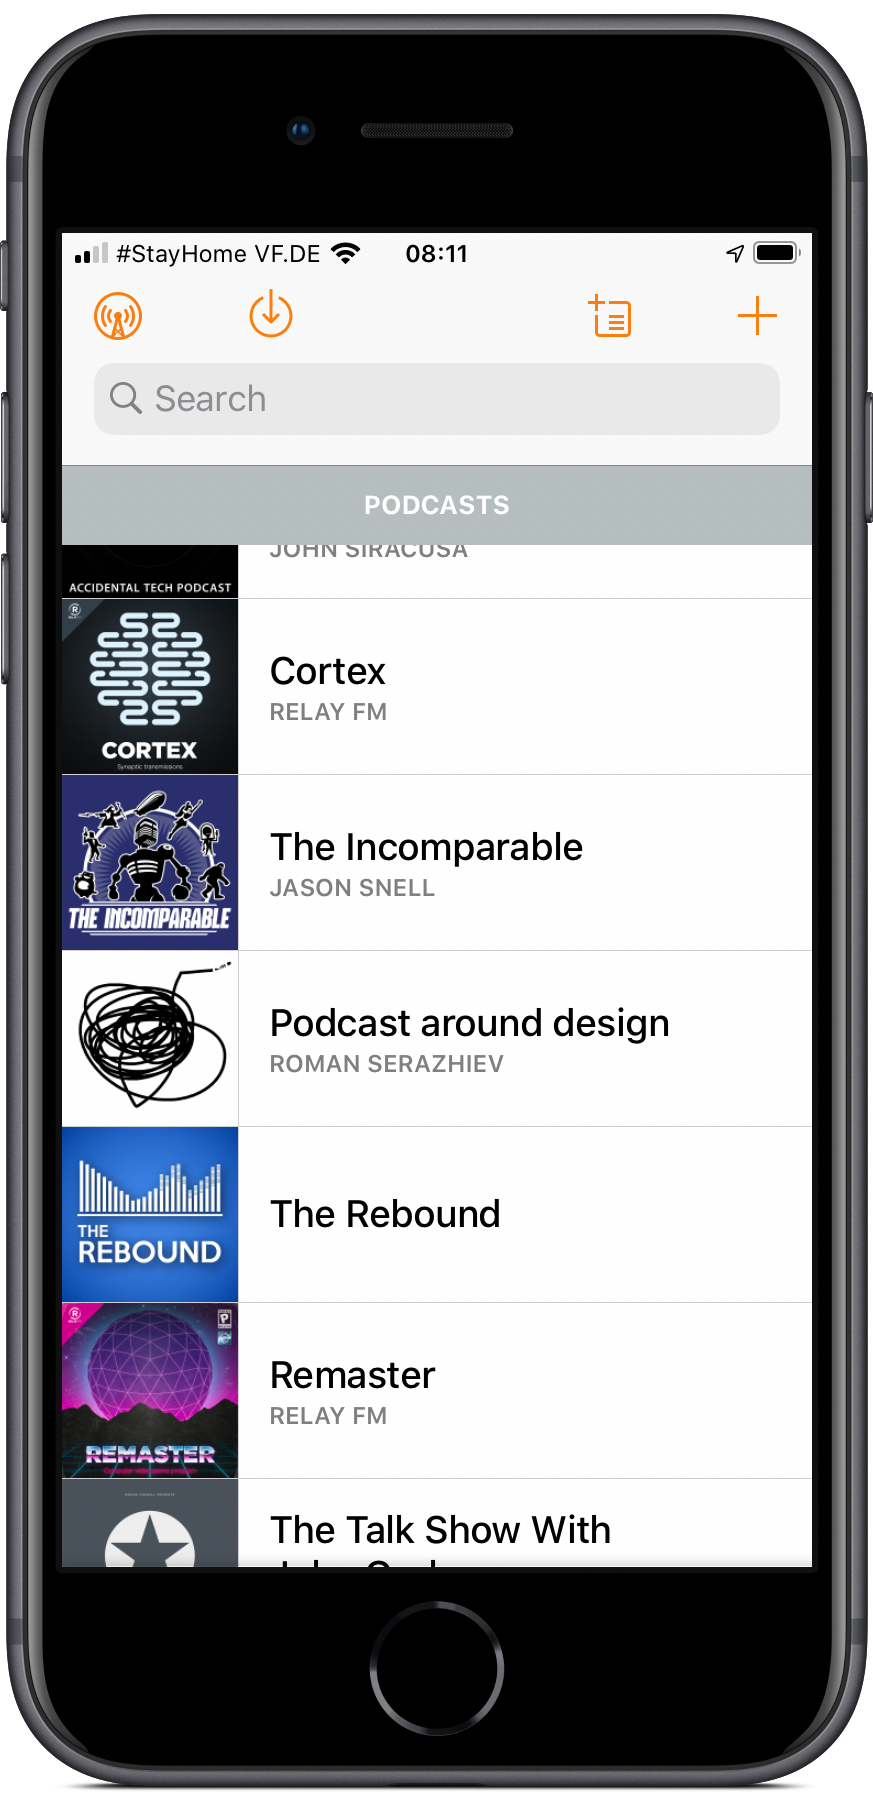 #StayHome VF.DE 08:11
Search
PODCASTS
JOHN SIRACUSA
ACCIDENTAL TECH PODCAST
R
Cortex
RELAY FM
CORTEX
Synaptic transmissions
The Incomparable
JASON SNELL
THE INCOMPARABLE
Podcast around design
ROMAN SERAZHIEV
The Rebound
THE
REBOUND
R
P
Remaster
RELAY FM
REMASTER
The Talk Show With